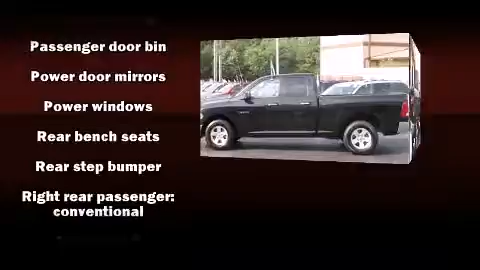 Passenger door bin
Power door mirrors
Power windows
Rear bench seats
Rear step bumper
Right rear passenger:
conventional